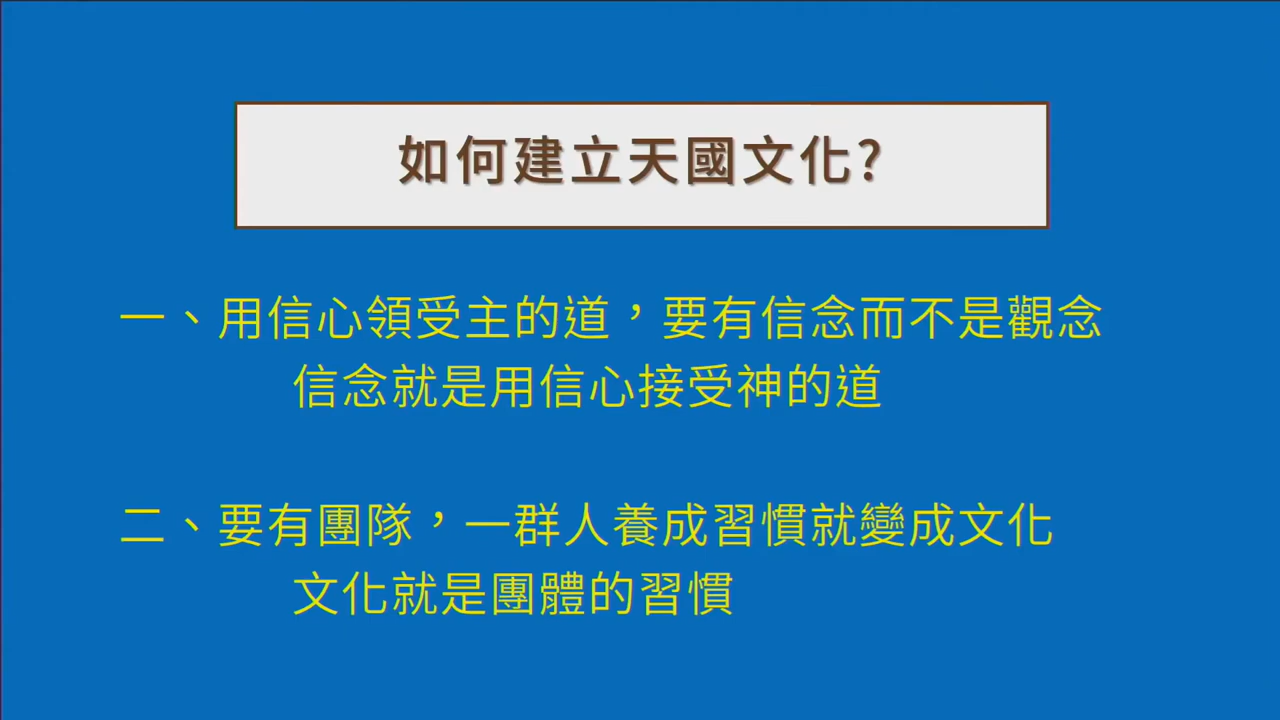 如何建立天國文化?
一、用信心領受主的道，要有信念而不是觀念
信念就是用信心接受神的道
二、要有團隊，一群人養成習慣就變成文化
文化就是團體的習慣